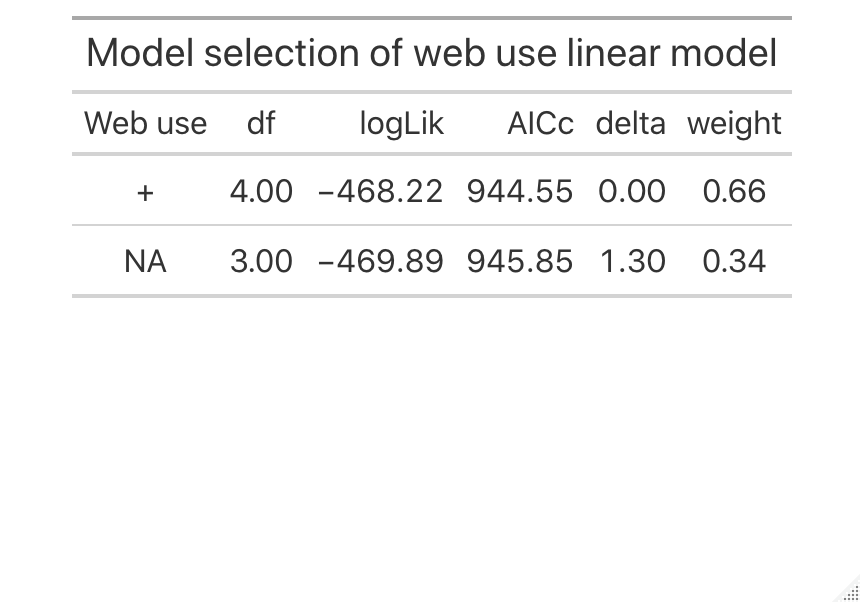 Model selection of web use linear model
Web use df logLik AICc delta weight
+ 4.00 −468.22 944.55 0.00 0.66
NA 3.00 −469.89 945.85 1.30 0.34